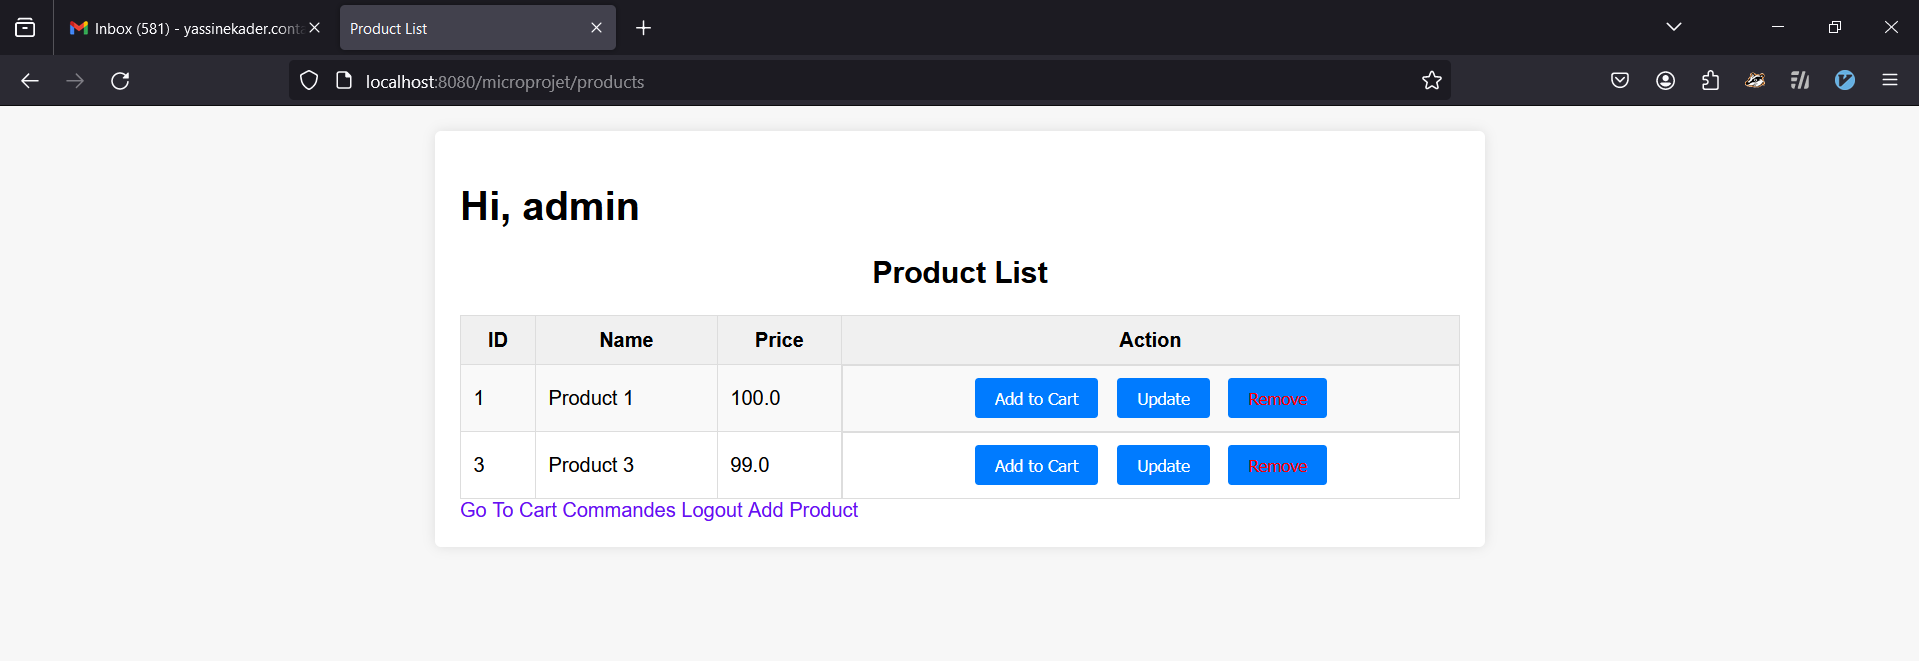 Inbox (581) - yassinekader.conta
Product List
localhost:8080/microprojet/products
Hi, admin
Product List
ID Name Price Action
1 Product 1 100.0 Add to Cart Update Remove
3 Product 3 99.0 Add to Cart Update Remove
Go To Cart Commandes Logout Add Product